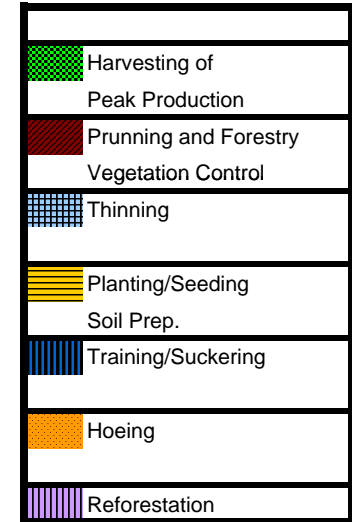 Harvesting of
Peak Production
Prunning and Forestry
Vegetation Control
Thinning
Planting/Seeding
Soil Prep.
Training/Suckering
Hoeing
Reforestation